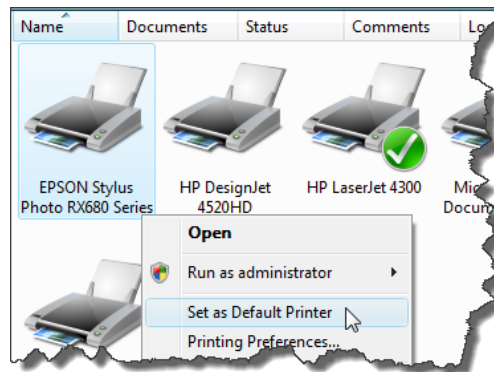 Name Documents Status Comments
EPSON Stylus HP DesignJet HP LaserJet 4300
Photo RX680 Series 4520HD
Open
Run as administrator
Set as Default Printer
Printing Preferences...